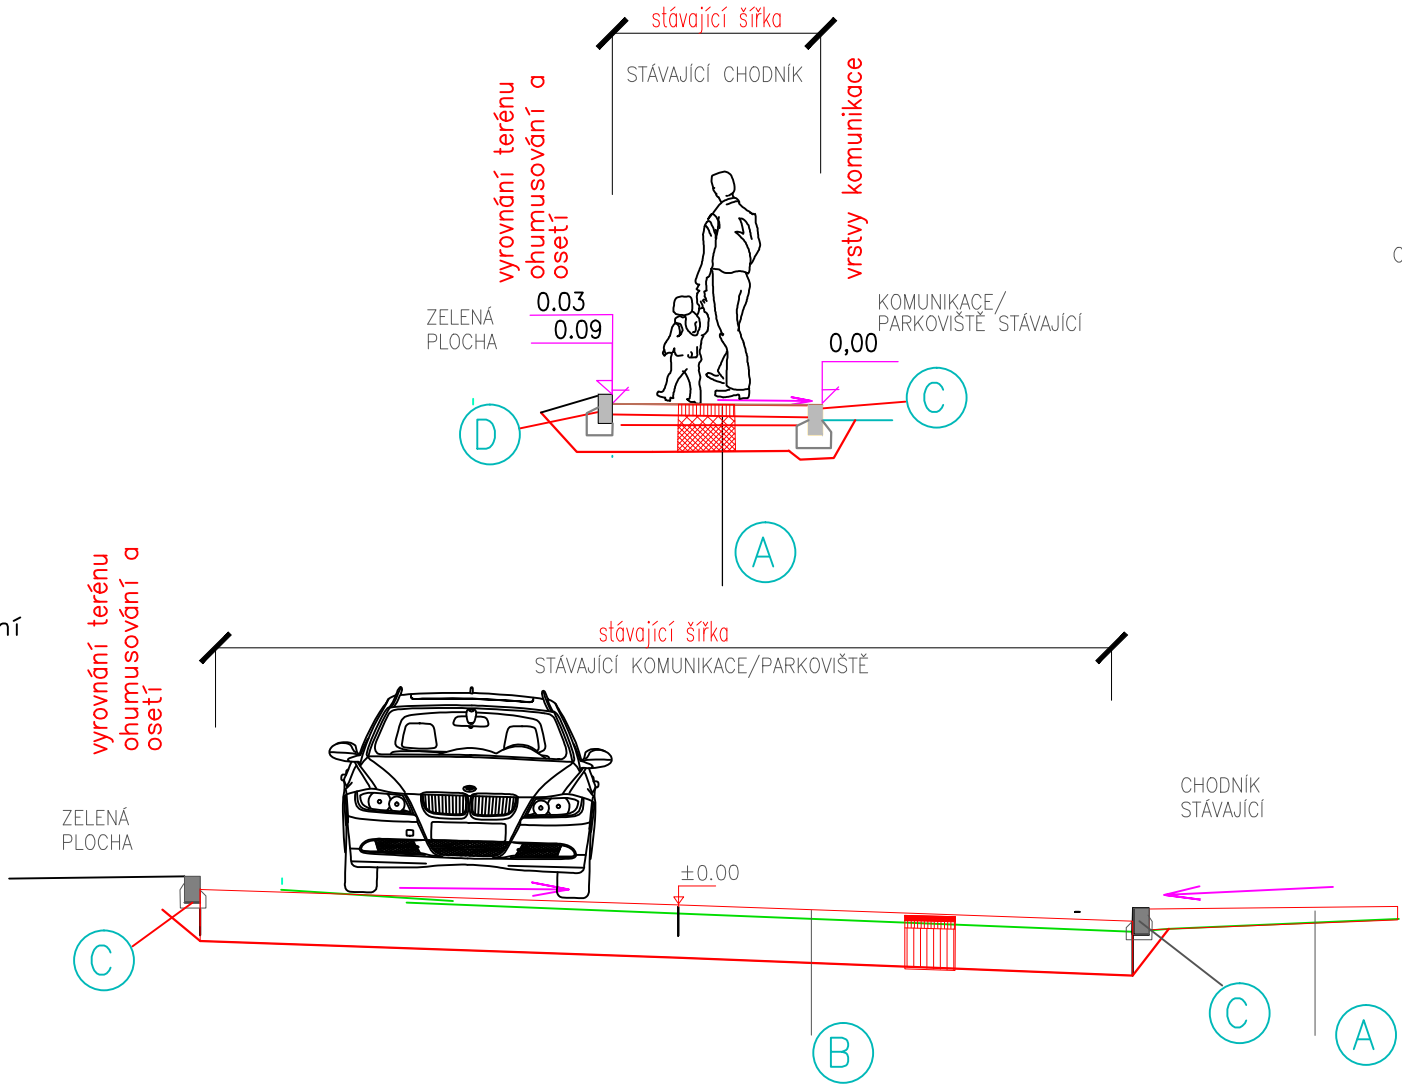 stávající šířka
STÁVAJÍCÍ CHODNÍK
vyrovnání terénu
ohumusování a
osetí
vrstvy komunikace
ZELENÁ
PLOCHA
0.03
0.09
0,00
KOMUNIKACE/
PARKOVIŠTĚ STÁVAJÍCÍ
C
D
A
vyrovnání terénu
ohumusování a
osetí
ní
stávající šířka
STÁVAJÍCÍ KOMUNIKACE/PARKOVIŠTĚ
ZELENÁ
PLOCHA
±0.00
CHODNÍK
STÁVAJÍCÍ
C
B
C
A